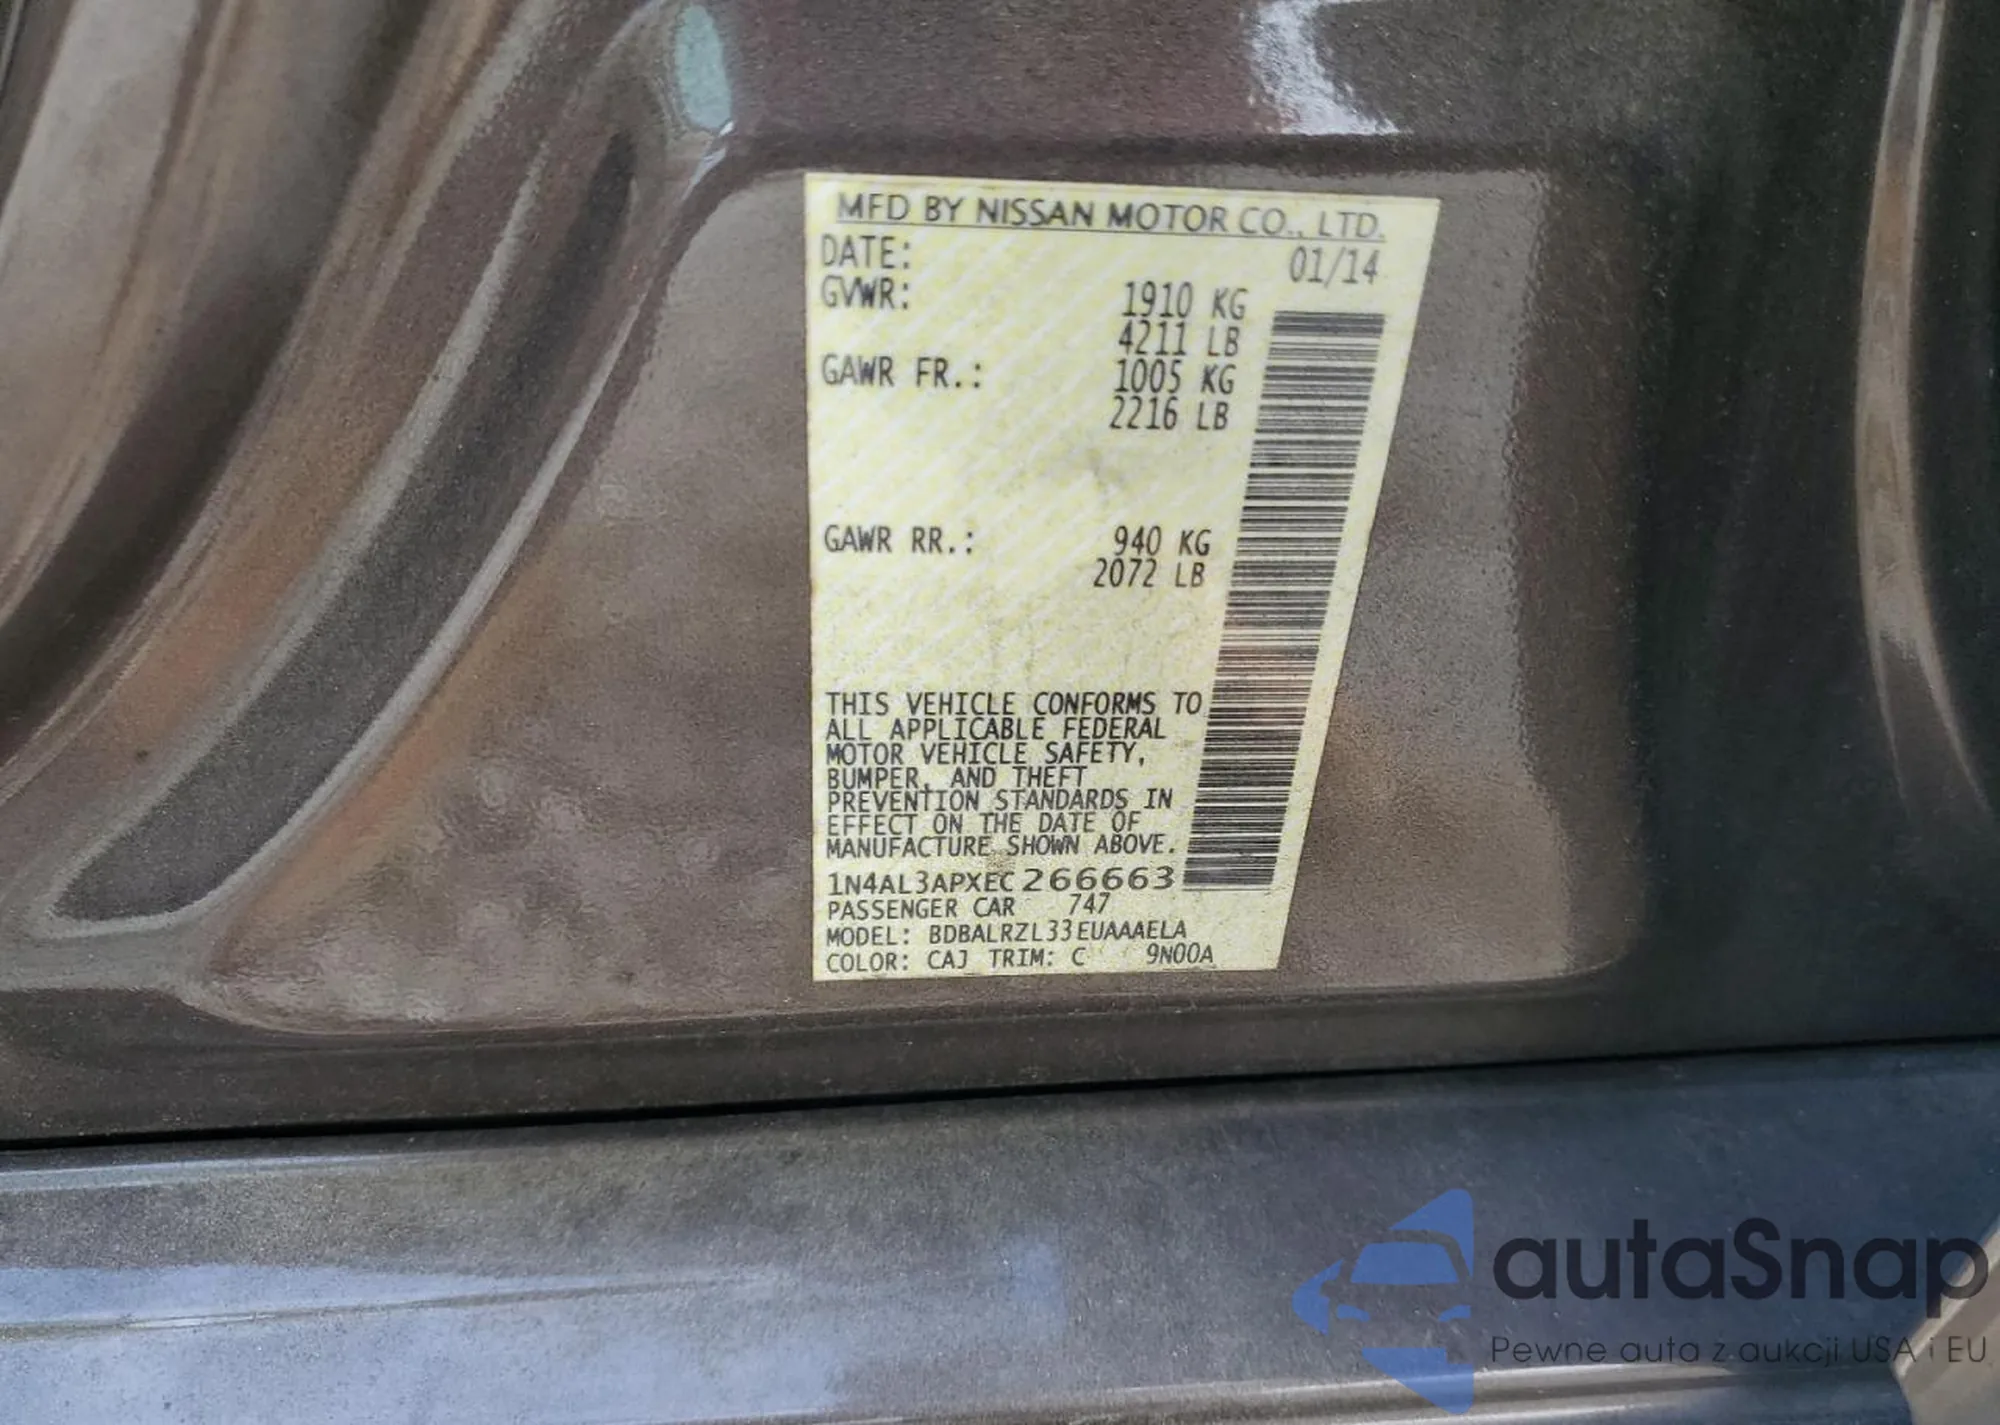 MFD BY NISSAN MOTOR CO., LTD.
DATE: 01/14
GVWR: 1910 KG
4211 LB
GAWR FR.: 1005 KG
2216 LB
GAWR RR.: 940 KG
2072 LB
THIS VEHICLE CONFORMS TO
ALL APPLICABLE FEDERAL
MOTOR VEHICLE SAFETY,
BUMPER, AND THEFT
PREVENTION STANDARDS IN
EFFECT ON THE DATE OF
MANUFACTURE SHOWN ABOVE.
1N4AL3APXEC266663
PASSENGER CAR 747
MODEL: BDBALRZL33EUAAAELA
COLOR: CAJ TRIM: C 9N00A
autaSnap
Pewne auta z aukcji USA i EU